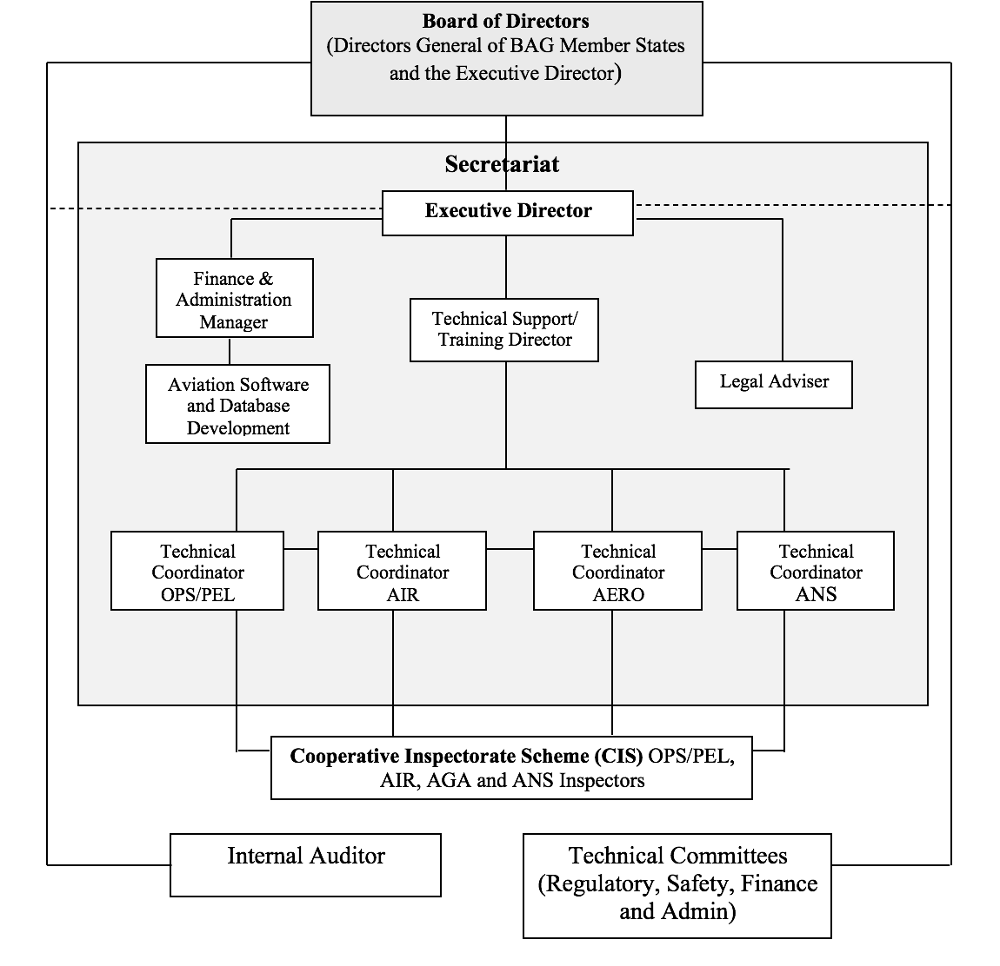 Board of Directors
(Directors General of BAG Member States
and the Executive Director)
Secretariat
Executive Director
Finance &
Administration
Manager
Technical Support/
Training Director
Legal Adviser
Aviation Software
and Database
Development
Technical
Coordinator
OPS/PEL
Technical
Coordinator
AIR
Technical
Coordinator
AERO
Technical
Coordinator
ANS
Cooperative Inspectorate Scheme (CIS) OPS/PEL,
AIR, AGA and ANS Inspectors
Internal Auditor
Technical Committees
(Regulatory, Safety, Finance
and Admin)